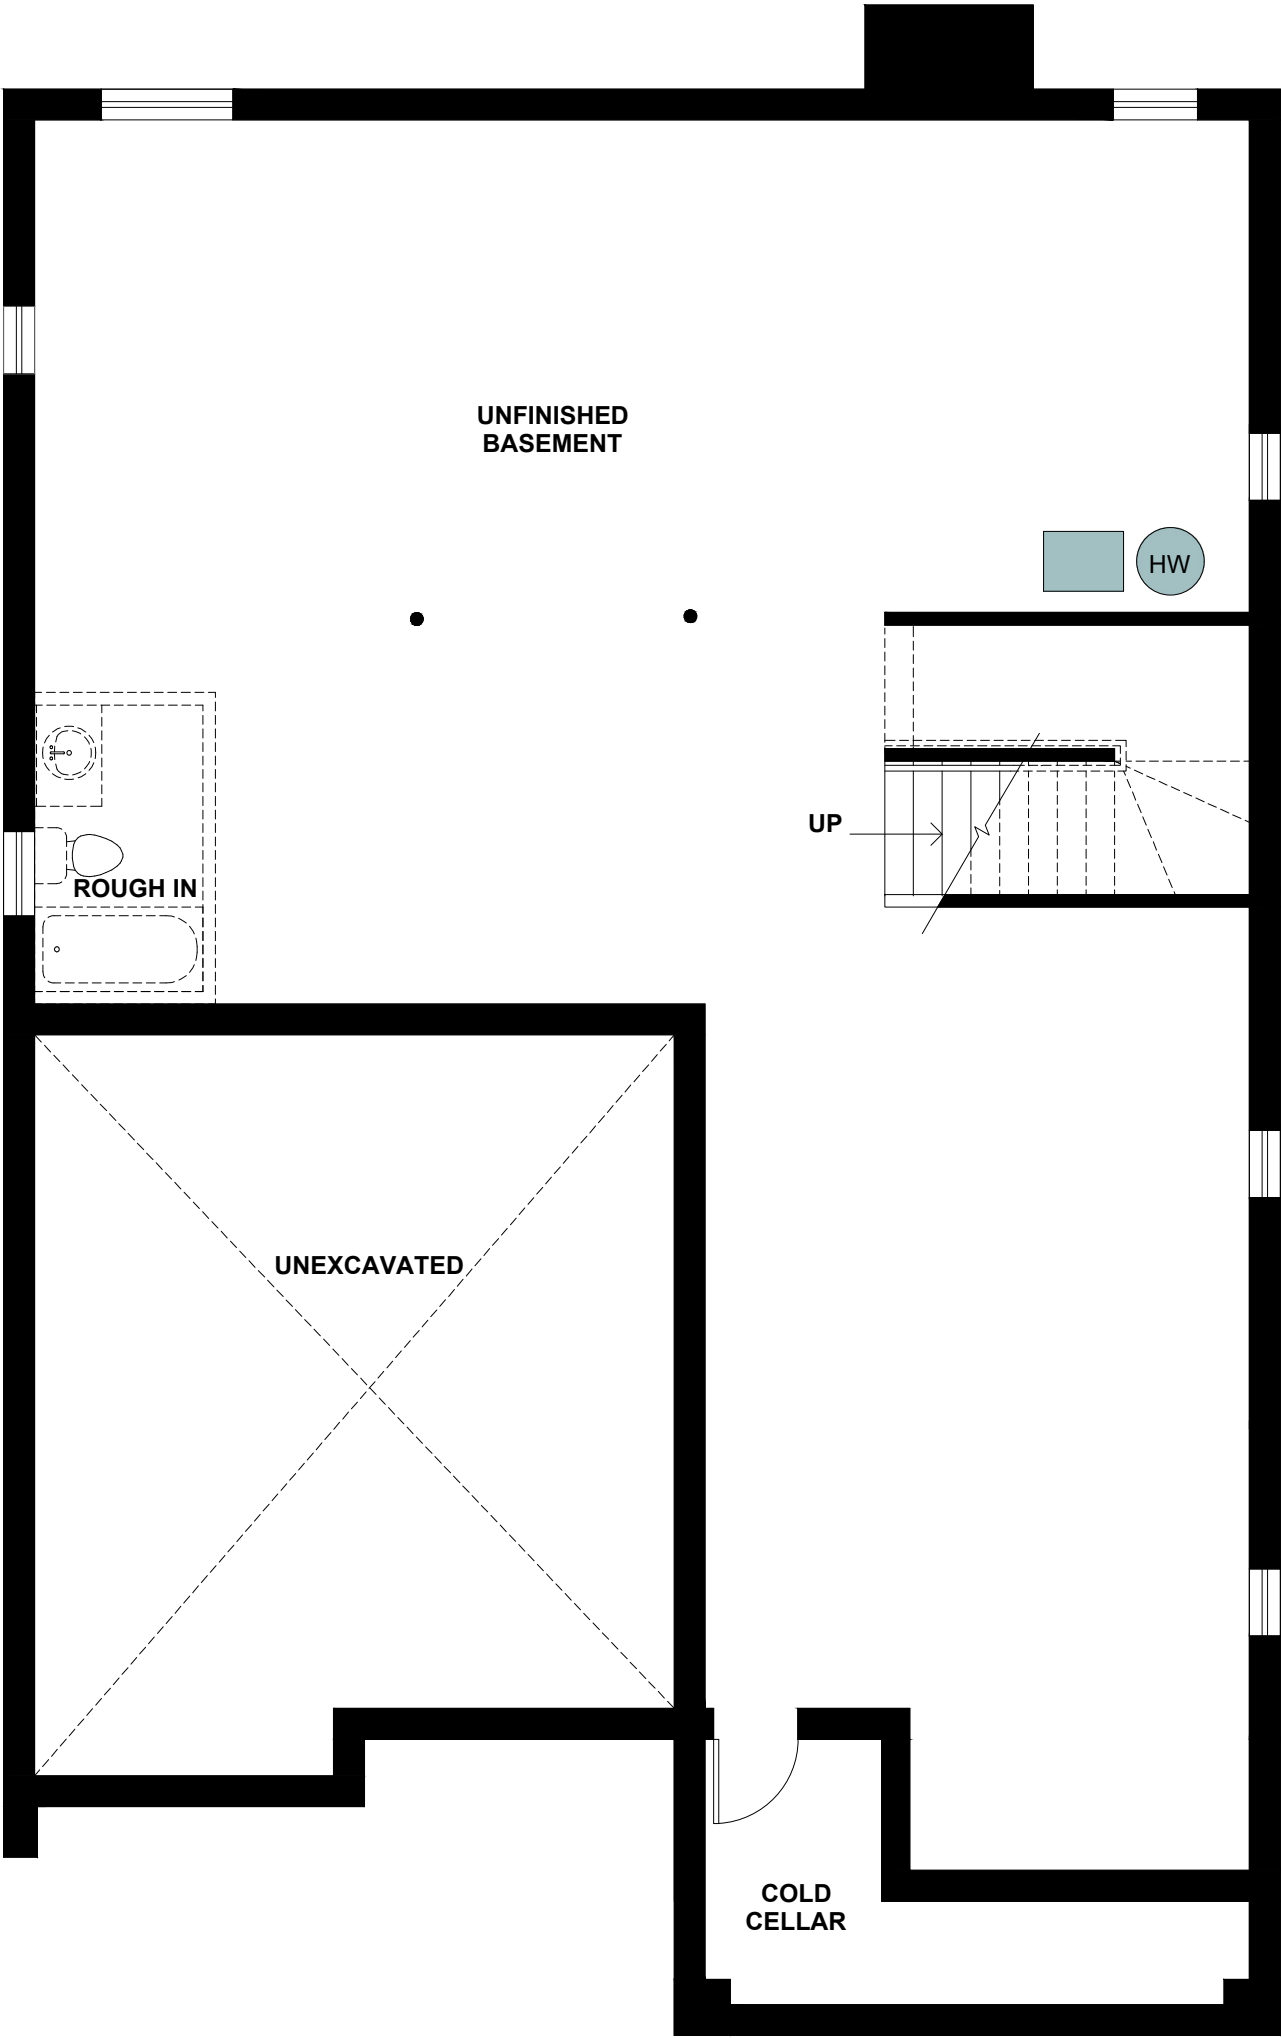 UNFINISHED
BASEMENT
HW
UP
ROUGH IN
UNEXCAVATED
COLD
CELLAR